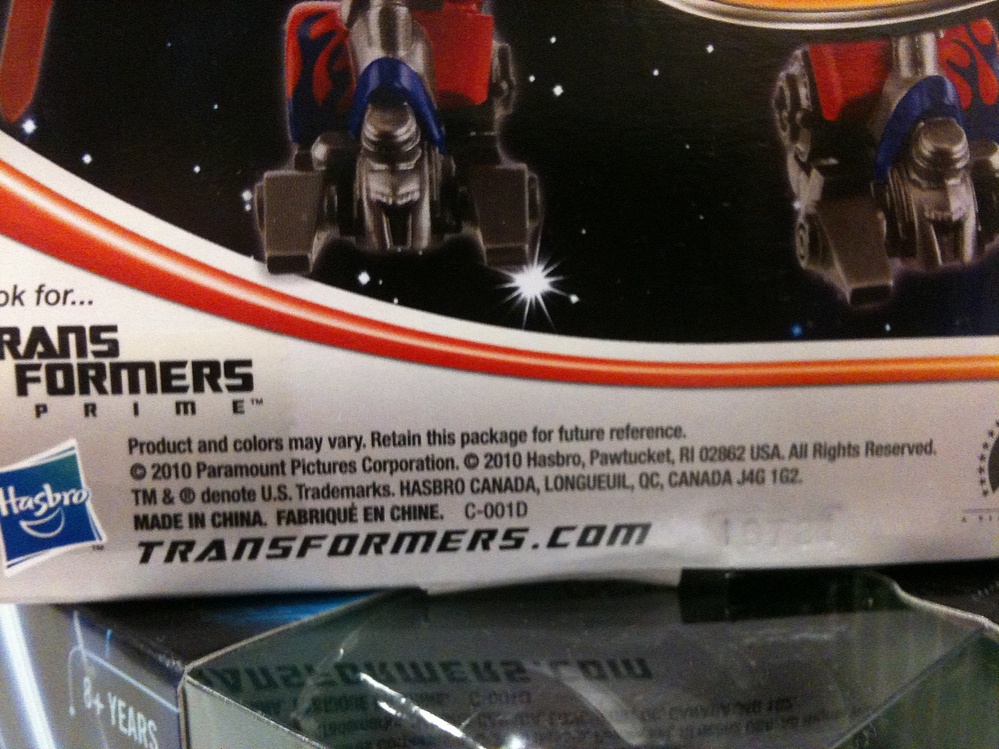 ok for...
RANS
FORMERS
PRIME™
Hasbro
™
Product and colors may vary. Retain this package for future reference.
© 2010 Paramount Pictures Corporation. © 2010 Hasbro, Pawtucket, RI 02862 USA. All Rights Reserved.
TM & ® denote U.S. Trademarks. HASBRO CANADA, LONGUEUIL, QC, CANADA J4G 1G2.
MADE IN CHINA. FABRIQUÉ EN CHINE. C-001D
TRANSFORMERS.COM
8+ YEARS